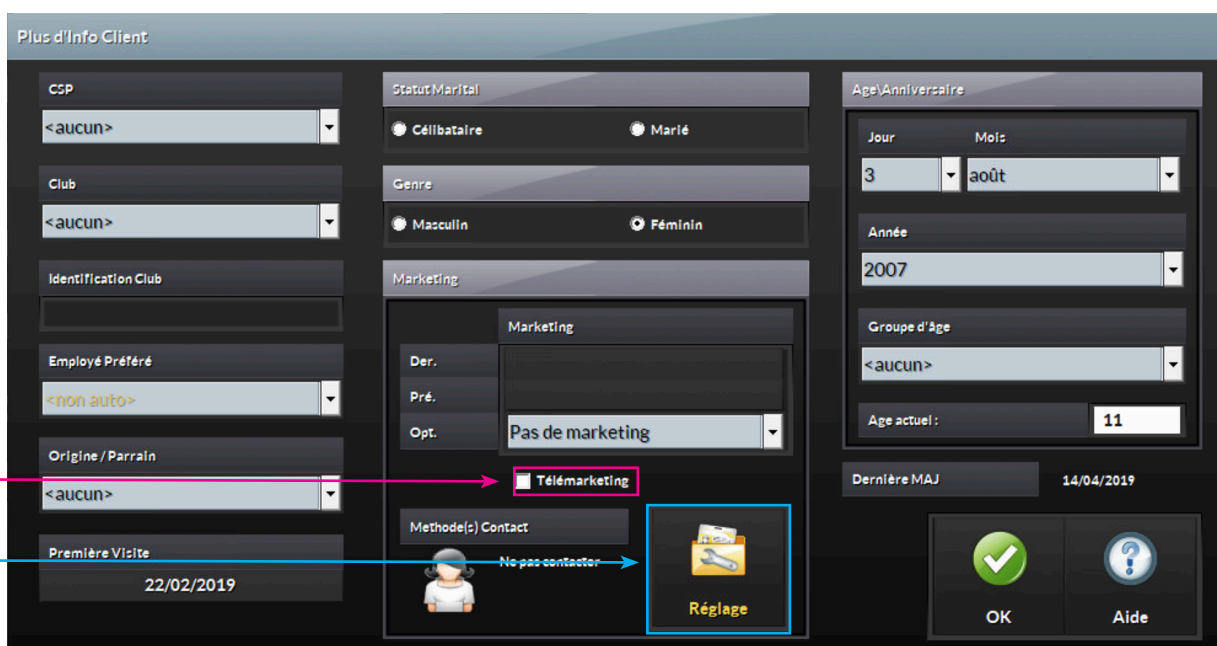 Plus d'Info Client
CSP
<aucun>
Club
<aucun>
Identification Club
Employé Préféré
<non auto>
Origine / Parrain
<aucun>
Première Visite
22/02/2019
Statut Marital
Célibataire
Marié
Genre
Masculin
Féminin
Marketing
Marketing
Der.
Pré.
Opt.
Pas de marketing
Télémarketing
Methode(s) Contact
Ne pas contacter
Réglage
Age\Anniversaire
Jour
Mois
3
août
Année
2007
Groupe d'âge
<aucun>
Age actuel :
11
Dernière MAJ
14/04/2019
OK
Aide